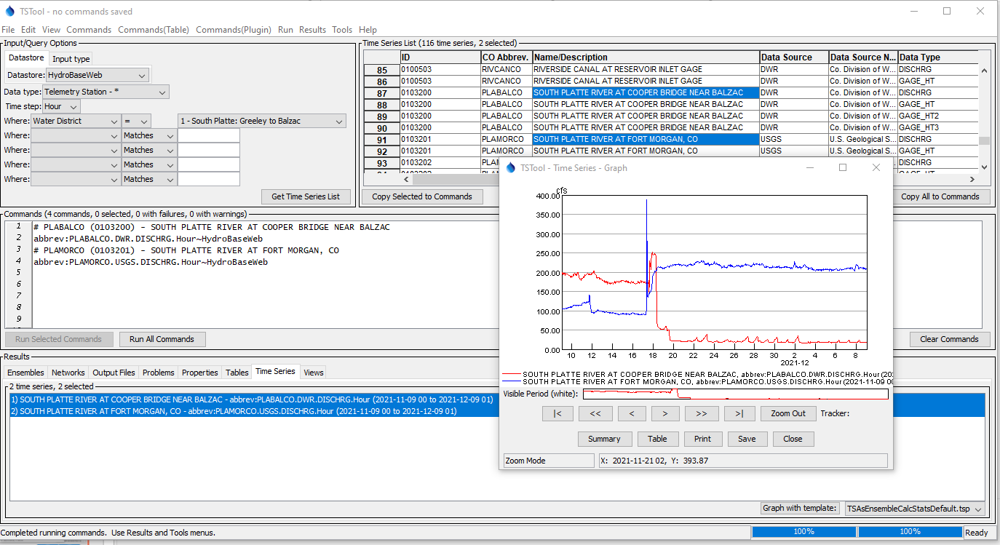 TSTool - no commands saved
File Edit View Commands Commands(Table) Commands(Plugin) Run Results Tools Help
Input/Query Options
Datastore Input type
Datastore: HydroBaseWeb
Data type: Telemetry Station - *
Time step: Hour
Where: Water District = 1 - South Platte: Greeley to Balzac
Where: Matches
Where: Matches
Where: Matches
Where: Matches
Get Time Series List
Time Series List (116 time series, 2 selected)
ID CO Abbrev. Name/Description Data Source Data Source N... Data Type
85 0100503 RIVCANCO RIVERSIDE CANAL AT RESERVOIR INLET GAGE DWR Co. Division of W... DISCHRG
86 0100503 RIVCANCO RIVERSIDE CANAL AT RESERVOIR INLET GAGE DWR Co. Division of W... GAGE_HT
87 0103200 PLABALCO SOUTH PLATTE RIVER AT COOPER BRIDGE NEAR BALZAC DWR Co. Division of W... DISCHRG
88 0103200 PLABALCO SOUTH PLATTE RIVER AT COOPER BRIDGE NEAR BALZAC DWR Co. Division of W... GAGE_HT
89 0103200 PLABALCO SOUTH PLATTE RIVER AT COOPER BRIDGE NEAR BALZAC DWR Co. Division of W... GAGE_HT2
90 0103200 PLABALCO SOUTH PLATTE RIVER AT COOPER BRIDGE NEAR BALZAC DWR Co. Division of W... GAGE_HT3
91 0103201 PLAMORCO SOUTH PLATTE RIVER AT FORT MORGAN, CO USGS U.S. Geological S... DISCHRG
92 0103201 PLAMORCO SOUTH PLATTE RIVER AT FORT MORGAN, CO USGS U.S. Geological S... GAGE_HT
93 0103202 DISCHRG
Copy Selected to Commands
Copy All to Commands
Commands (4 commands, 0 selected, 0 with failures, 0 with warnings)
1 # PLABALCO (0103200) - SOUTH PLATTE RIVER AT COOPER BRIDGE NEAR BALZAC
2 abbrev:PLABALCO.DWR.DISCHRG.Hour~HydroBaseWeb
3 # PLAMORCO (0103201) - SOUTH PLATTE RIVER AT FORT MORGAN, CO
4 abbrev:PLAMORCO.USGS.DISCHRG.Hour~HydroBaseWeb
5
6
7
8
9
Run Selected Commands Run All Commands
Clear Commands
TSTool - Time Series - Graph
cfs
400.00
350.00
300.00
250.00
200.00
150.00
100.00
50.00
0.00
10 12 14 16 18 20 22 24 26 28 30 2 4 6 8
2021-12
SOUTH PLATTE RIVER AT COOPER BRIDGE NEAR BALZAC, abbrev:PLABALCO.DWR.DISCHRG.Hour (202
SOUTH PLATTE RIVER AT FORT MORGAN, CO, abbrev:PLAMORCO.USGS.DISCHRG.Hour (2021-11-09 00
Visible Period (white):
|< << < > >> >| Zoom Out Tracker:
Summary Table Print Save Close
Zoom Mode X: 2021-11-21 02, Y: 393.87
Results
Ensembles Networks Output Files Problems Properties Tables Time Series Views
2 time series, 2 selected
1) SOUTH PLATTE RIVER AT COOPER BRIDGE NEAR BALZAC - abbrev:PLABALCO.DWR.DISCHRG.Hour (2021-11-09 00 to 2021-12-09 01)
2) SOUTH PLATTE RIVER AT FORT MORGAN, CO - abbrev:PLAMORCO.USGS.DISCHRG.Hour (2021-11-09 00 to 2021-12-09 01)
Graph with template: TSAsEnsembleCalcStatsDefault.tsp
Completed running commands. Use Results and Tools menus. 100% 100% Ready